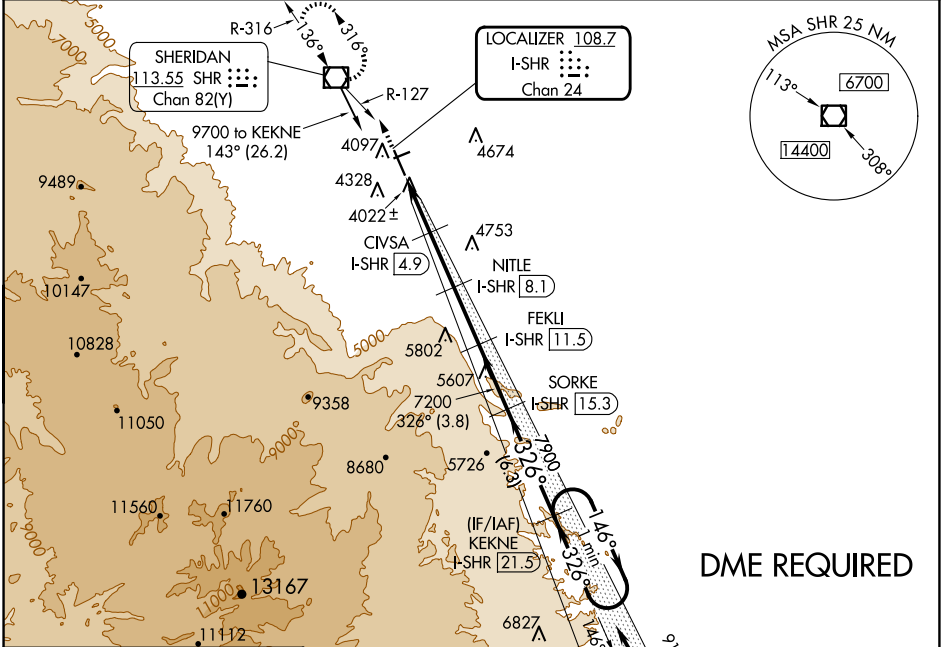 5000
7000
R-316
136°
316°
SHERIDAN
113.55 SHR
Chan 82(Y)
LOCALIZER 108.7
I-SHR
Chan 24
MSA SHR 25 NM
113°
6700
14400
308°
R-127
9700 to KEKNE
143° (26.2)
4097
4674
9489
4328
4022±
4753
CIVSA
I-SHR 4.9
NITLE
I-SHR 8.1
10147
FEKLI
I-SHR 11.5
5000
5802
10828
5607
SORKE
I-SHR 15.3
7200
326° (3.8)
9358
11050
9000
7900
326°
(6.3)
8680
5726
11560
11760
(IF/IAF)
KEKNE
I-SHR 21.5
146°
1 min
326°
DME REQUIRED
13167
11000
6827
146°
11112